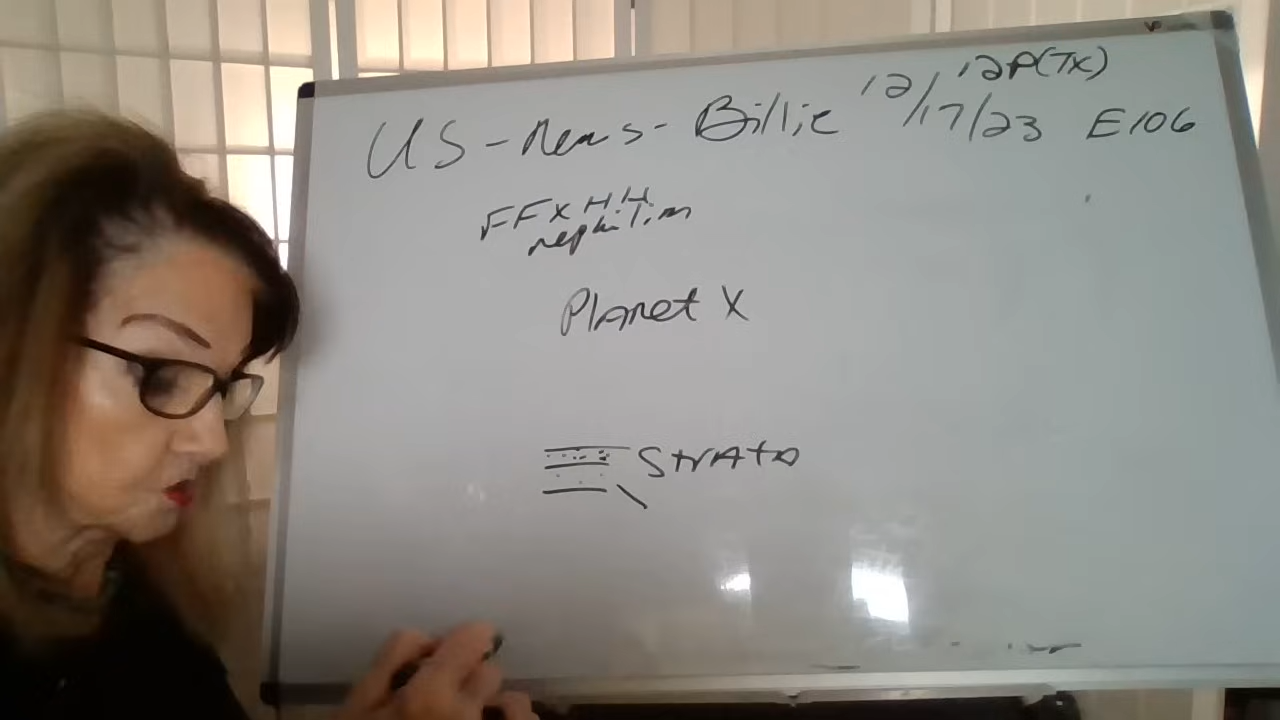 12P(Tx)
US-News-Billie 12/17/23 E106
FFXHH
nephilim
Planet X
Strato